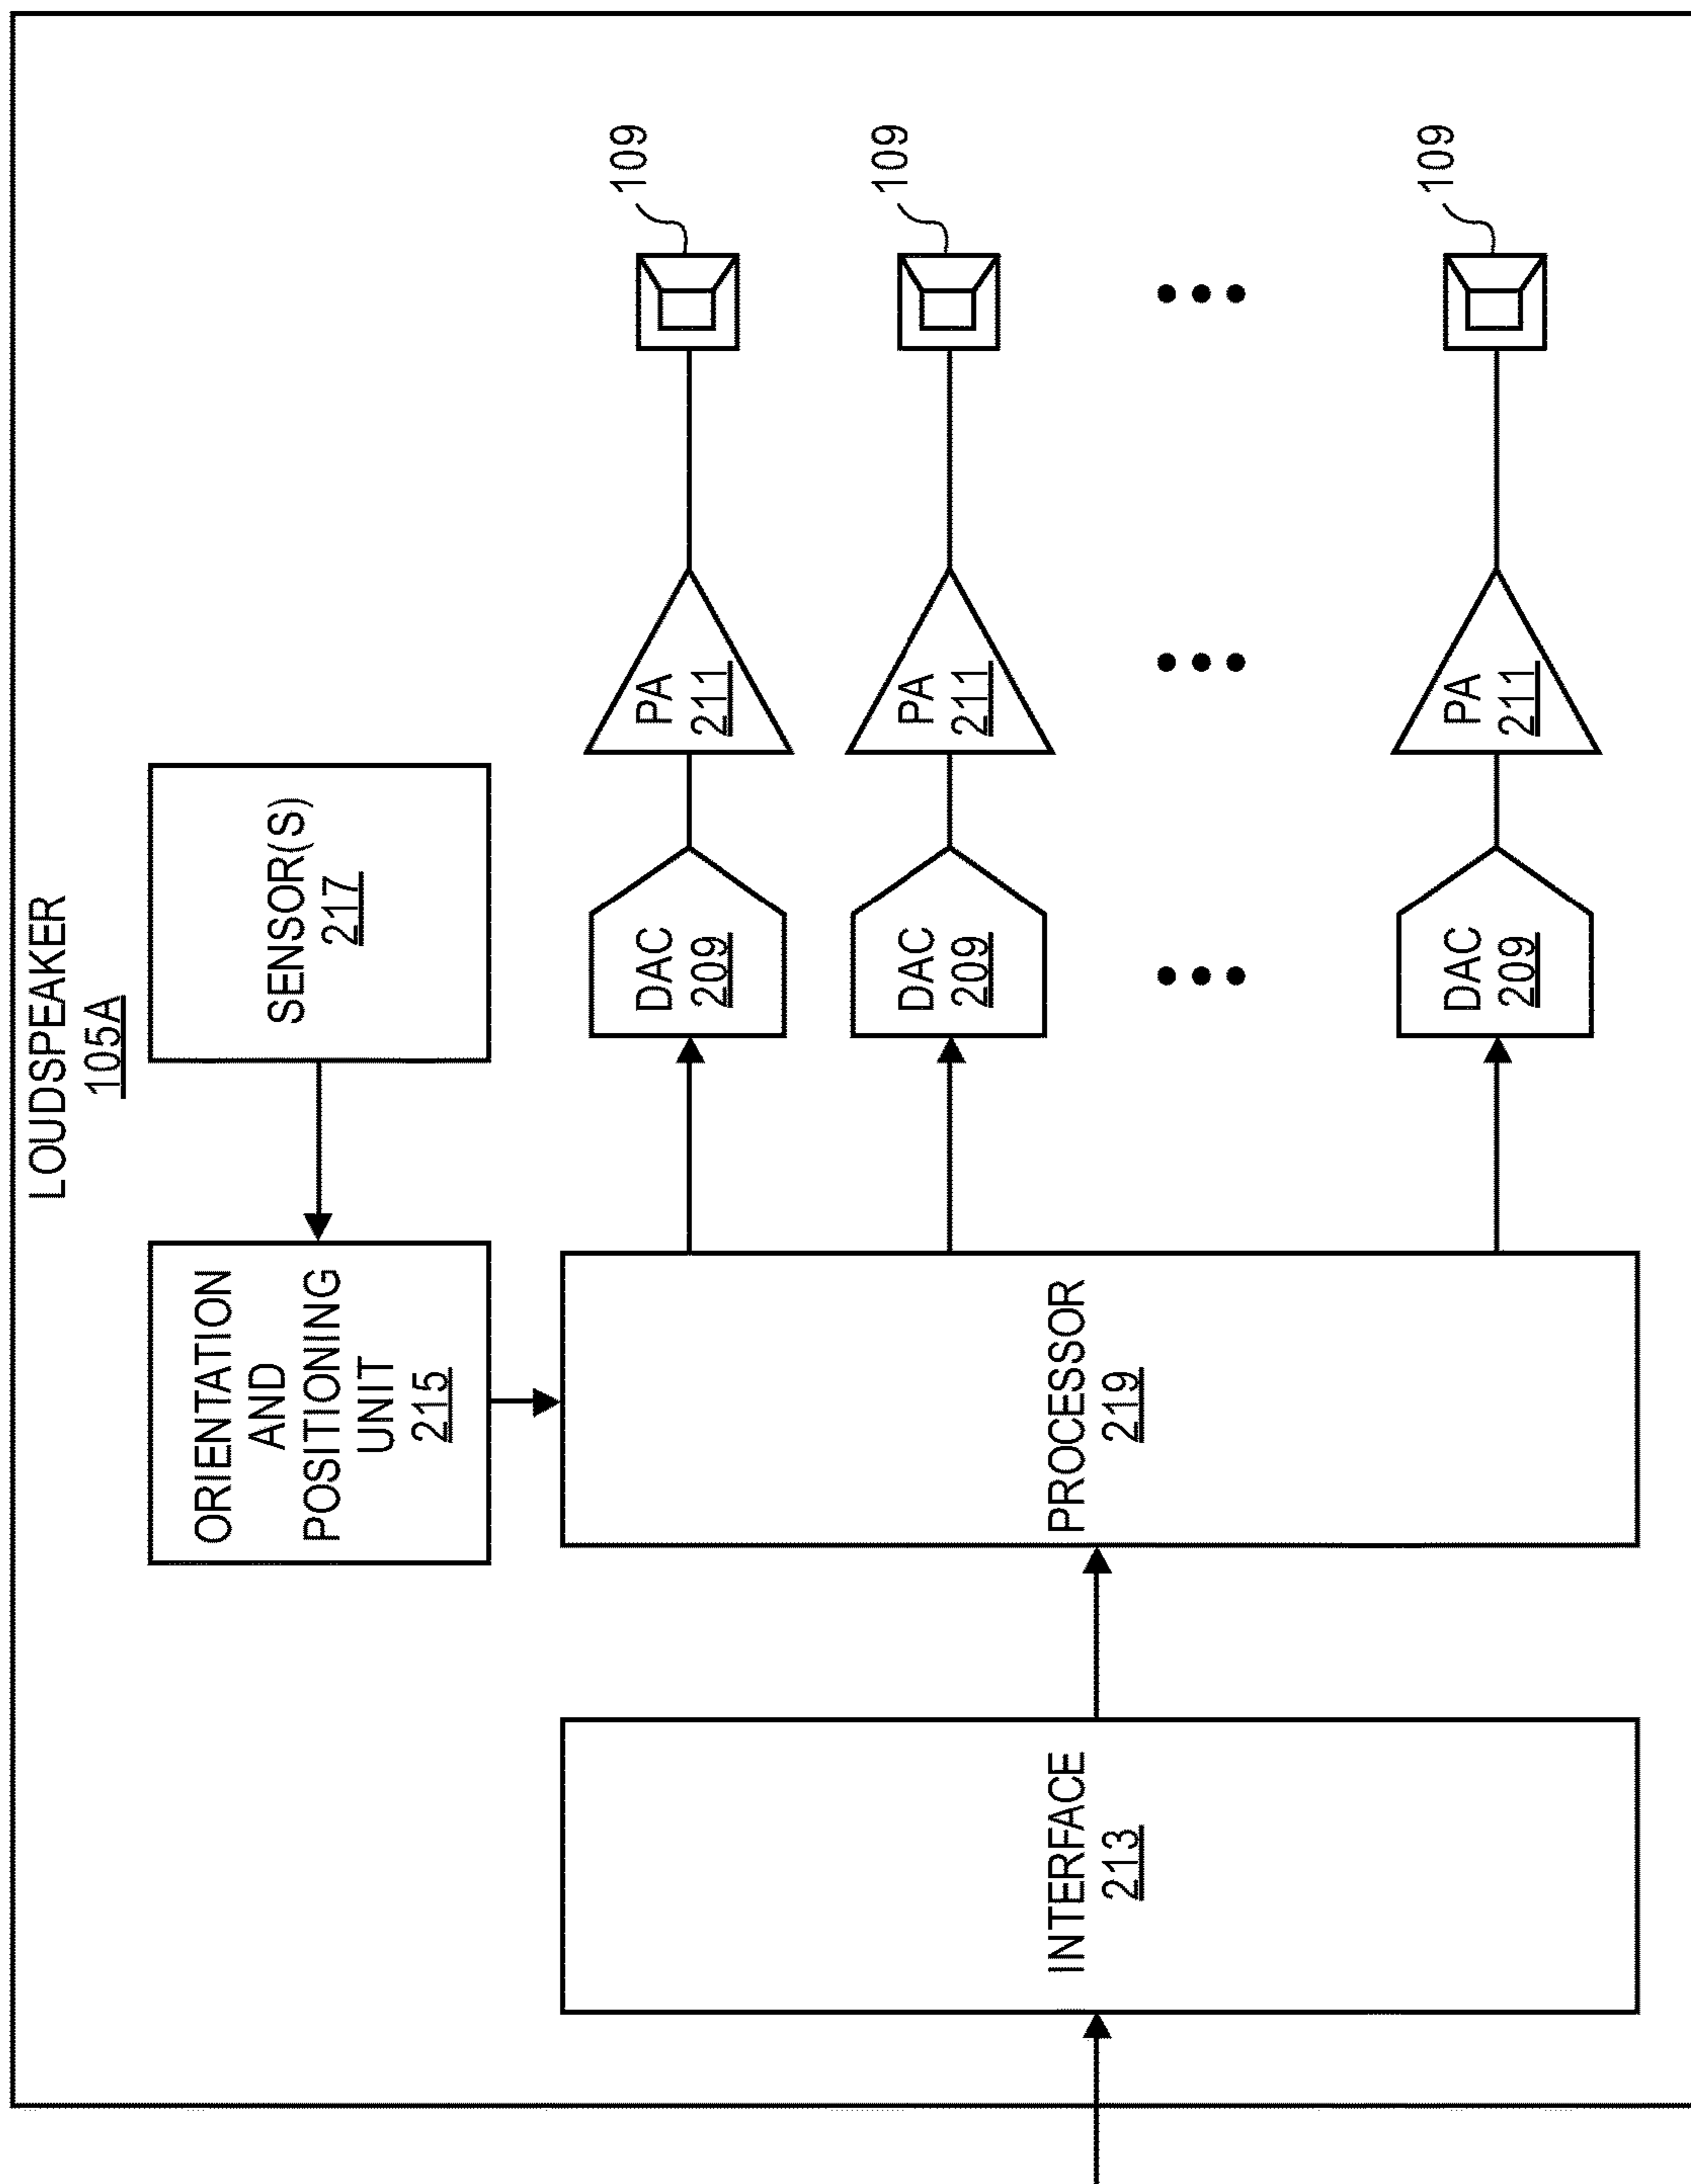 LOUDSPEAKER
105A
ORIENTATION
AND
POSITIONING
UNIT
215
SENSOR(S)
217
INTERFACE
213
PROCESSOR
219
DAC
209
PA
211
109
DAC
209
PA
211
109
DAC
209
PA
211
109